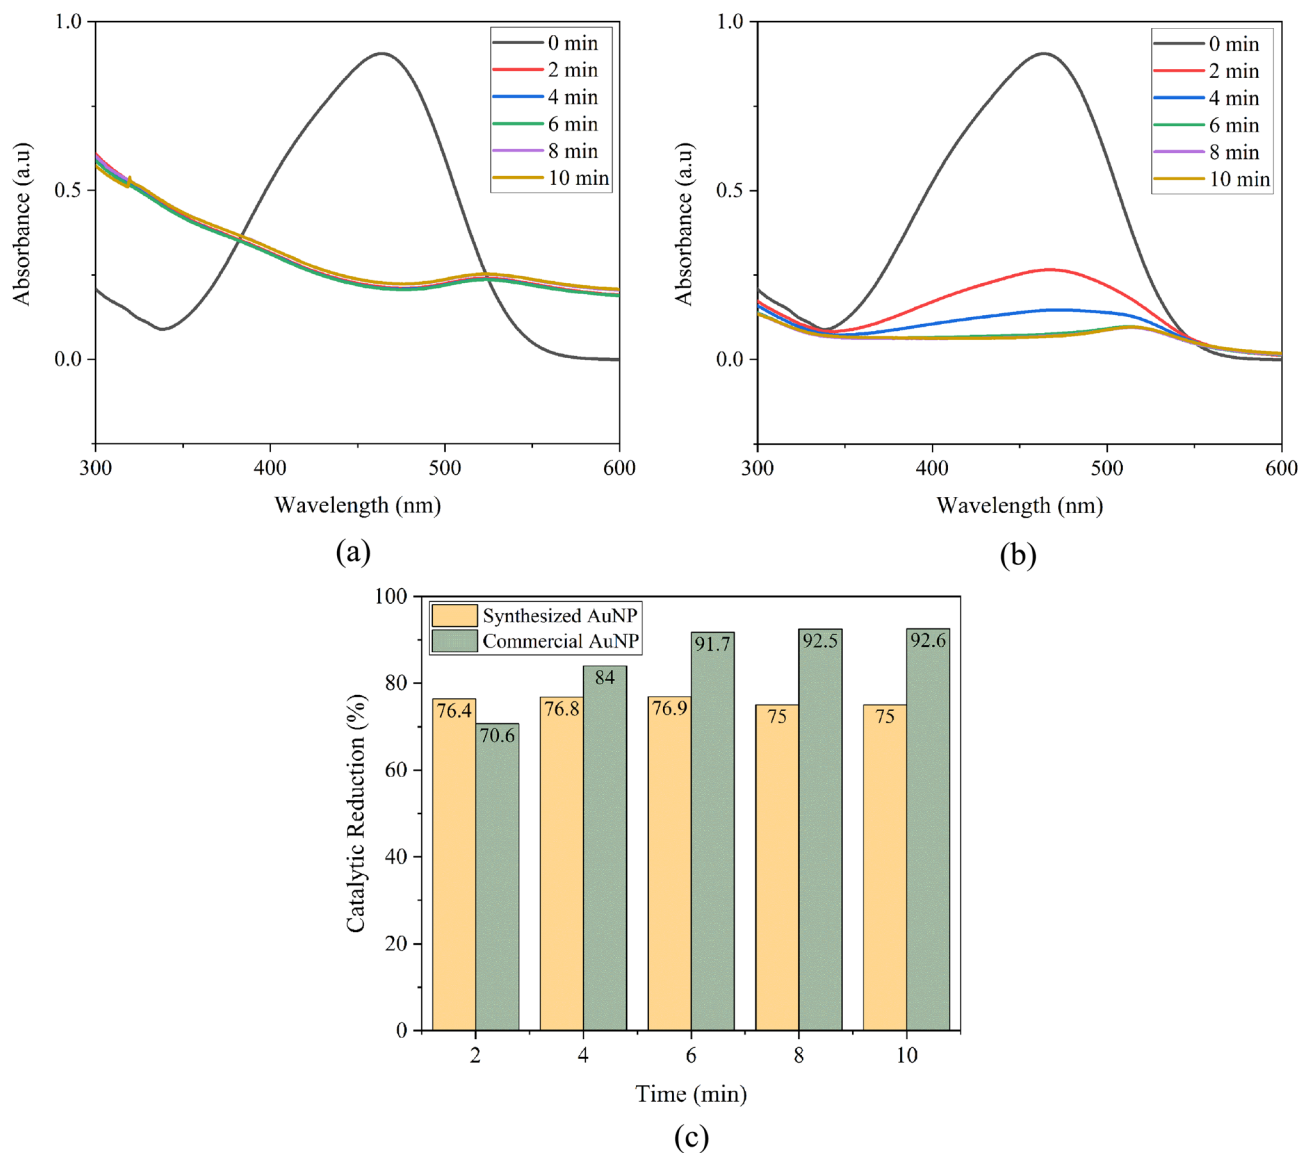 1.0
0.5
0.0
Absorbance (a.u)
0 min
2 min
4 min
6 min
8 min
10 min
300
400
500
600
Wavelength (nm)
(a)
1.0
0.5
0.0
Absorbance (a.u)
0 min
2 min
4 min
6 min
8 min
10 min
300
400
500
600
Wavelength (nm)
(b)
100
80
60
40
20
0
Catalytic Reduction (%)
Synthesized AuNP
Commercial AuNP
76.4
70.6
76.8
84
76.9
91.7
75
92.5
75
92.6
2
4
6
8
10
Time (min)
(c)